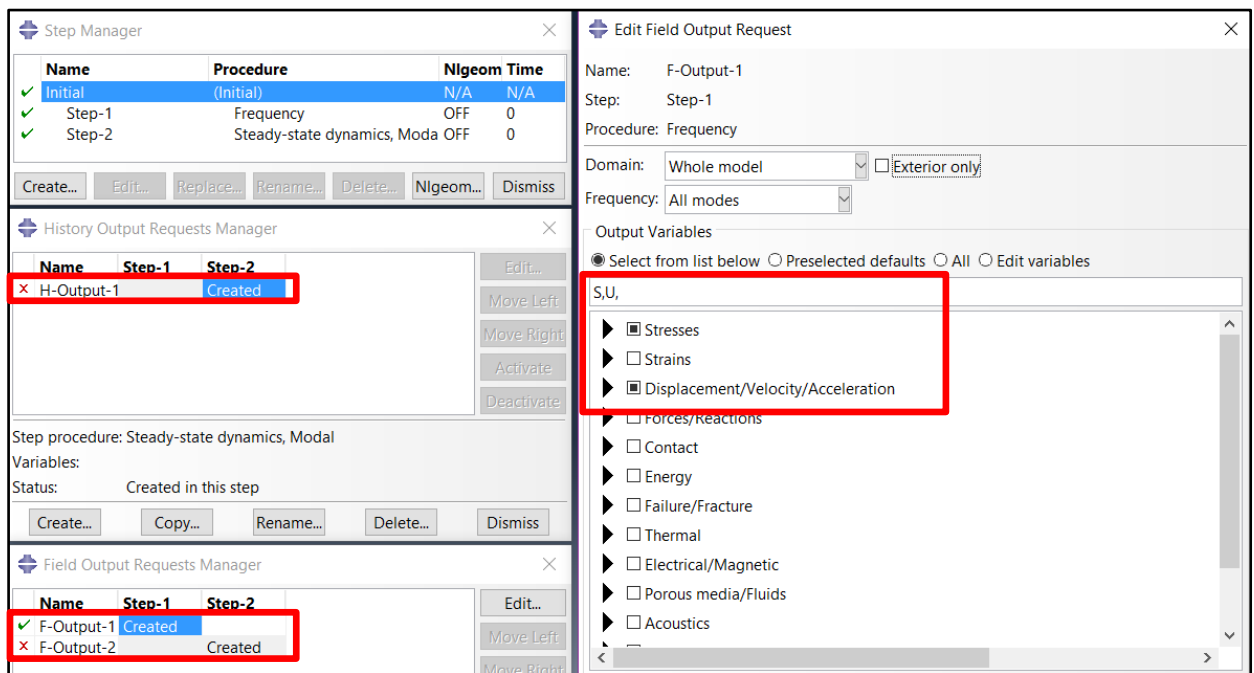 Step Manager
Name Procedure Nlgeom Time
Initial (Initial) N/A N/A
Step-1 Frequency OFF 0
Step-2 Steady-state dynamics, Moda OFF 0
Create... Edit... Replace... Rename... Delete... Nlgeom... Dismiss
History Output Requests Manager
Name Step-1 Step-2
H-Output-1 Created
Edit...
Move Left
Move Right
Activate
Deactivate
Step procedure: Steady-state dynamics, Modal
Variables:
Status: Created in this step
Create... Copy... Rename... Delete... Dismiss
Field Output Requests Manager
Name Step-1 Step-2
F-Output-1 Created
F-Output-2 Created
Edit...
Move Left
Move Right
Edit Field Output Request
Name: F-Output-1
Step: Step-1
Procedure: Frequency
Domain: Whole model Exterior only
Frequency: All modes
Output Variables
Select from list below Preselected defaults All Edit variables
S,U,
Stresses
Strains
Displacement/Velocity/Acceleration
Forces/Reactions
Contact
Energy
Failure/Fracture
Thermal
Electrical/Magnetic
Porous media/Fluids
Acoustics